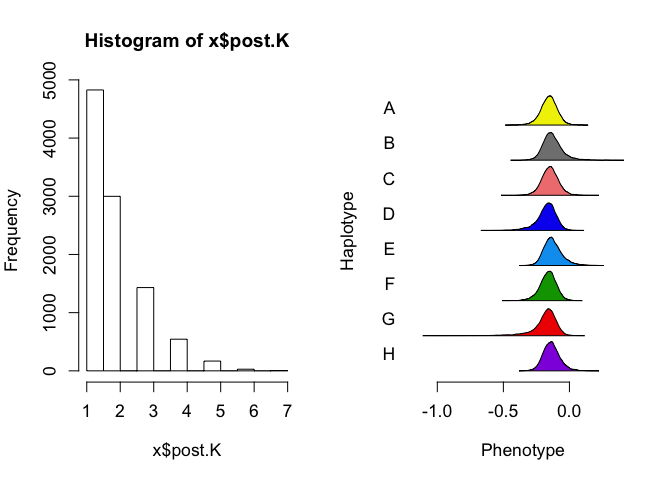 Histogram of x$post.K
Frequency
0
1000
2000
3000
4000
5000
1 2 3 4 5 6 7
x$post.K
Haplotype
A
B
C
D
E
F
G
H
-1.0 -0.5 0.0
Phenotype